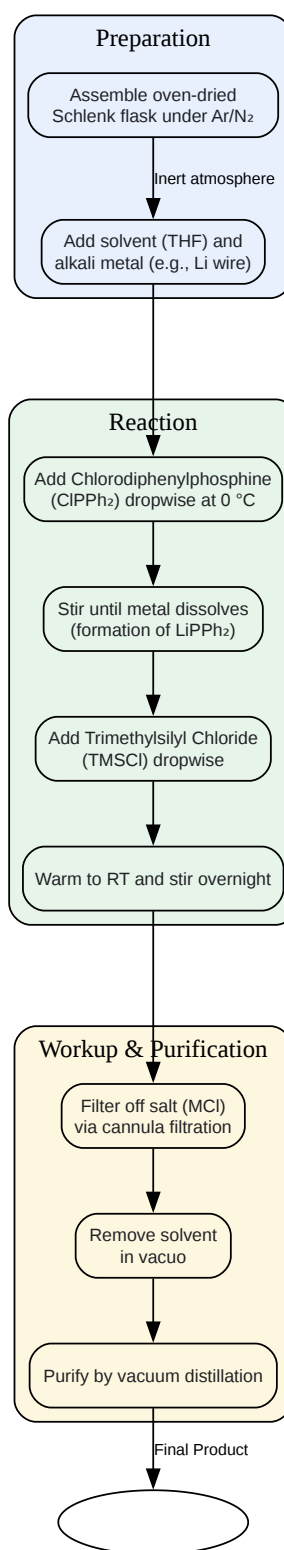 Preparation
Assemble oven-dried
Schlenk flask under Ar/N₂
Inert atmosphere
Add solvent (THF) and
alkali metal (e.g., Li wire)
Reaction
Add Chlorodiphenylphosphine
(ClPPh₂) dropwise at 0 °C
Stir until metal dissolves
(formation of LiPPh₂)
Add Trimethylsilyl Chloride
(TMSCl) dropwise
Warm to RT and stir overnight
Workup & Purification
Filter off salt (MCl)
via cannula filtration
Remove solvent
in vacuo
Purify by vacuum distillation
Final Product